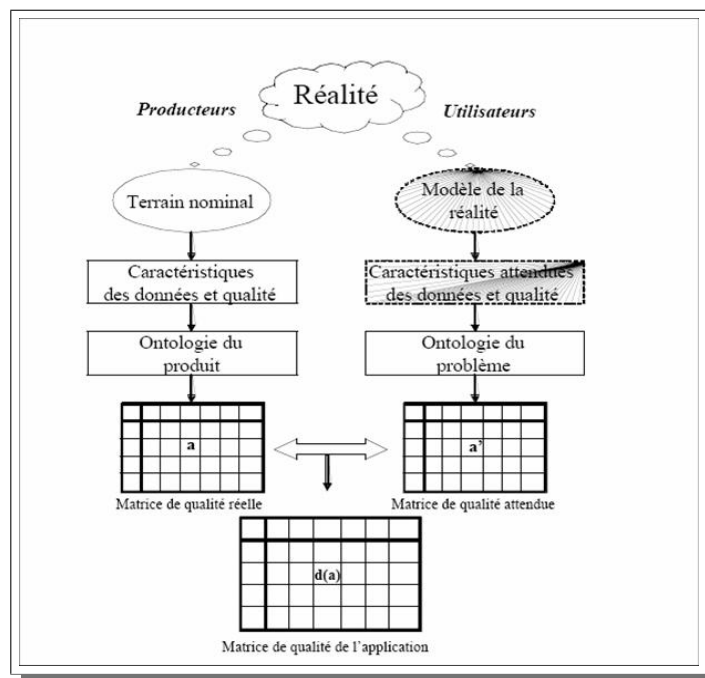 Réalité
Producteurs
Utilisateurs
Terrain nominal
Modèle de la
réalité
Caractéristiques
des données et qualité
Caractéristiques attendues
des données et qualité
Ontologie du
produit
Ontologie du
problème
a
a'
Matrice de qualité réelle
Matrice de qualité attendue
d(a)
Matrice de qualité de l'application